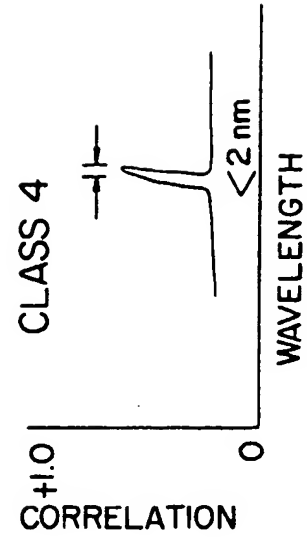 CLASS 4
+1.0
CORRELATION
0
<2 nm
WAVELENGTH